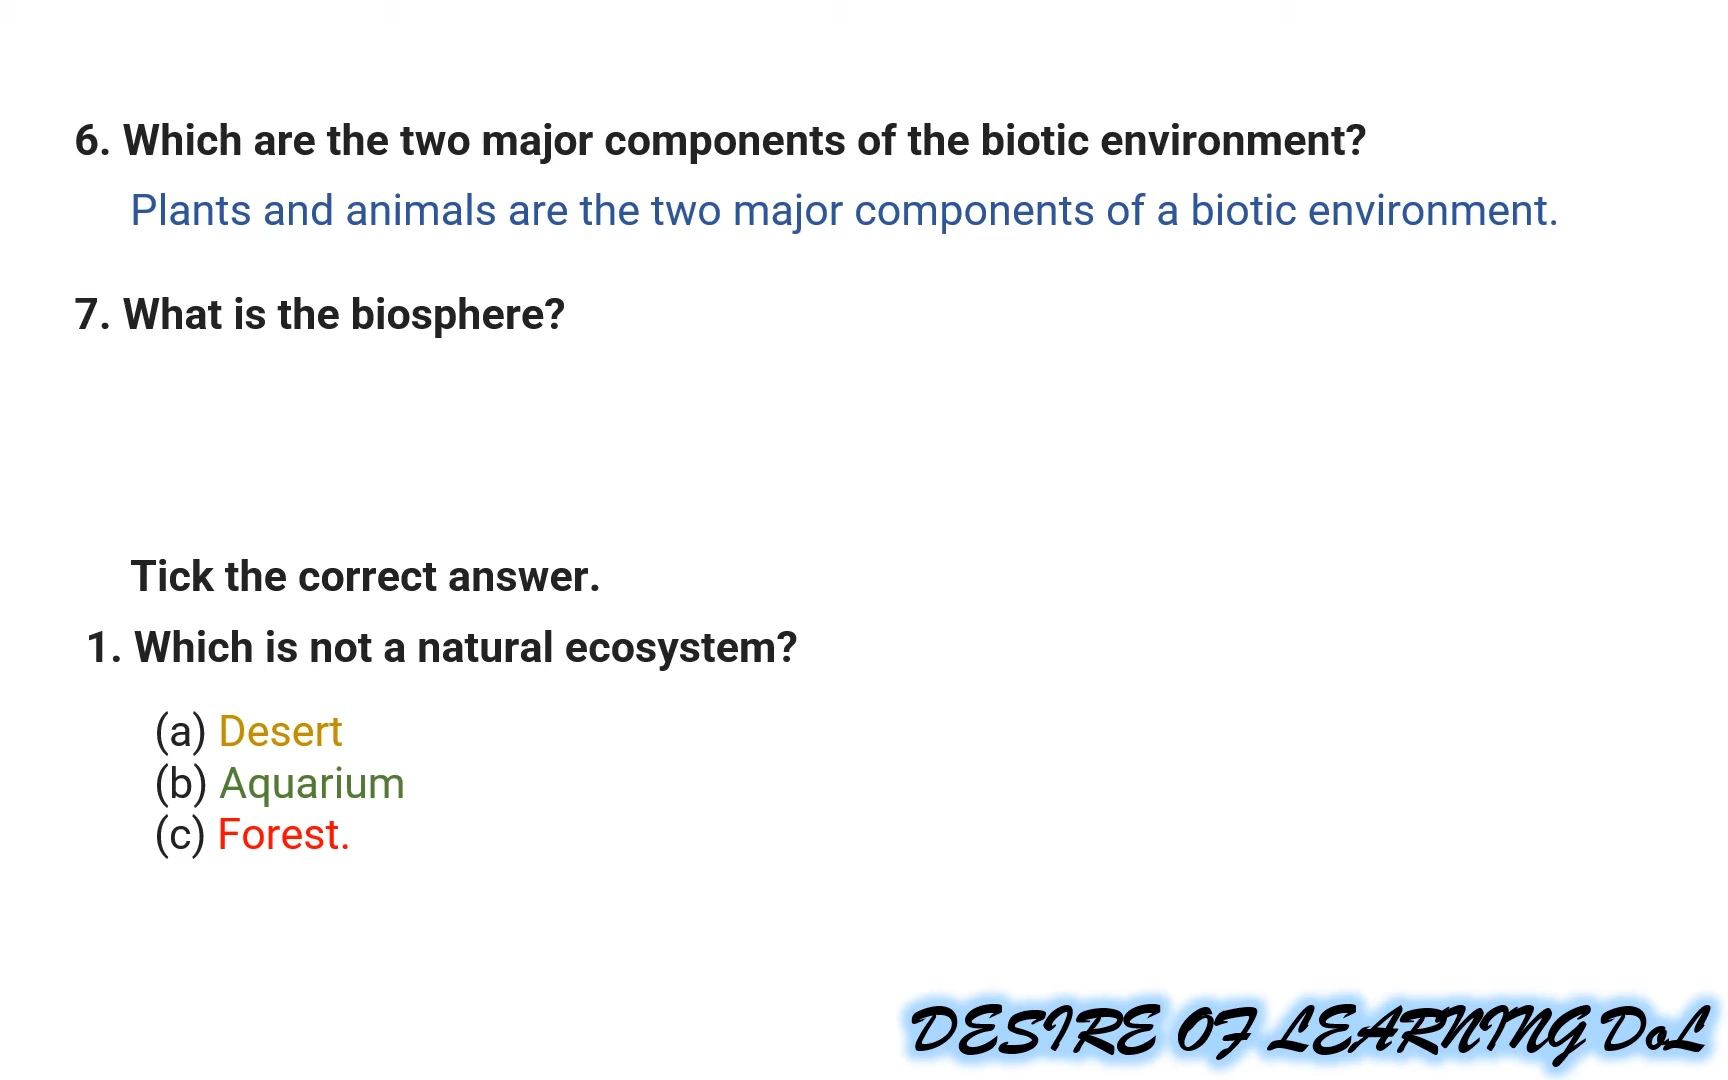 6. Which are the two major components of the biotic environment?
Plants and animals are the two major components of a biotic environment.
7. What is the biosphere?
Tick the correct answer.
1. Which is not a natural ecosystem?
(a) Desert
(b) Aquarium
(c) Forest.
DESIRE OF LEARNING DoL